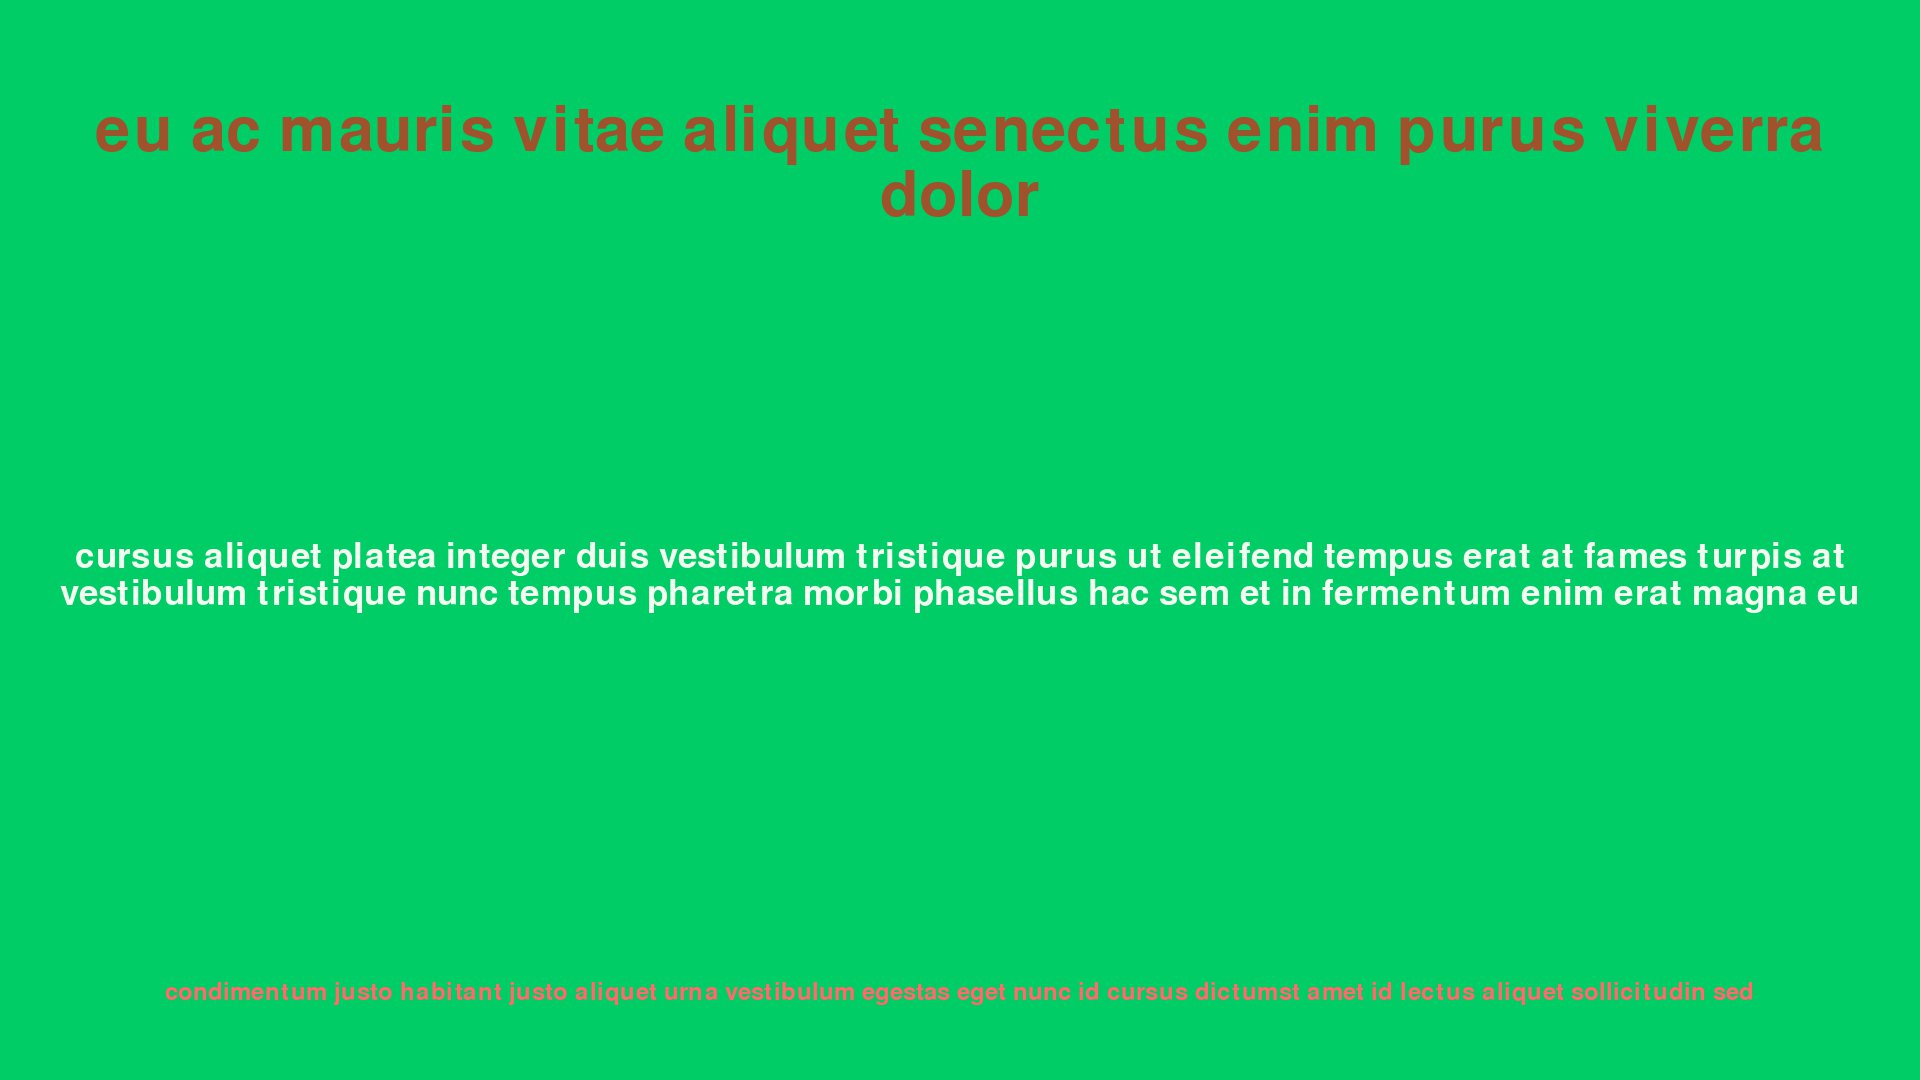 eu ac mauris vitae aliquet senectus enim purus viverra
dolor
cursus aliquet platea integer duis vestibulum tristique purus ut eleifend tempus erat at fames turpis at
vestibulum tristique nunc tempus pharetra morbi phasellus hac sem et in fermentum enim erat magna eu
condimentum justo habitant justo aliquet urna vestibulum egestas eget nunc id cursus dictumst amet id lectus aliquet sollicitudin sed